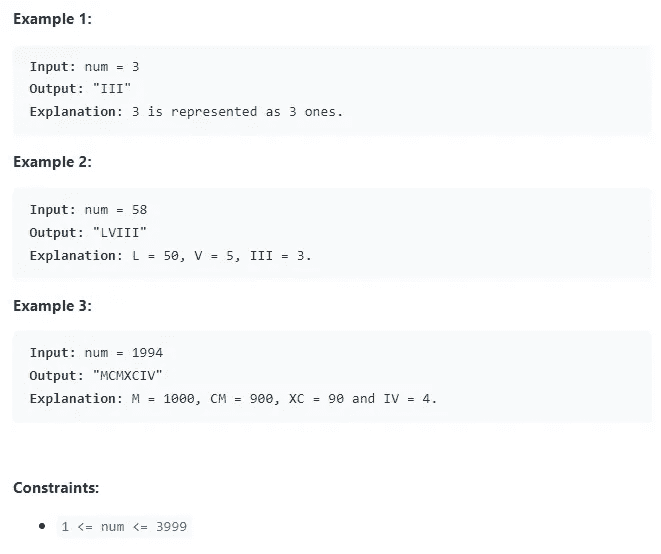 Example 1:
Input: num = 3
Output: "III"
Explanation: 3 is represented as 3 ones.
Example 2:
Input: num = 58
Output: "LVIII"
Explanation: L = 50, V = 5, III = 3.
Example 3:
Input: num = 1994
Output: "MCMXCIV"
Explanation: M = 1000, CM = 900, XC = 90 and IV = 4.
Constraints:
• 1 <= num <= 3999